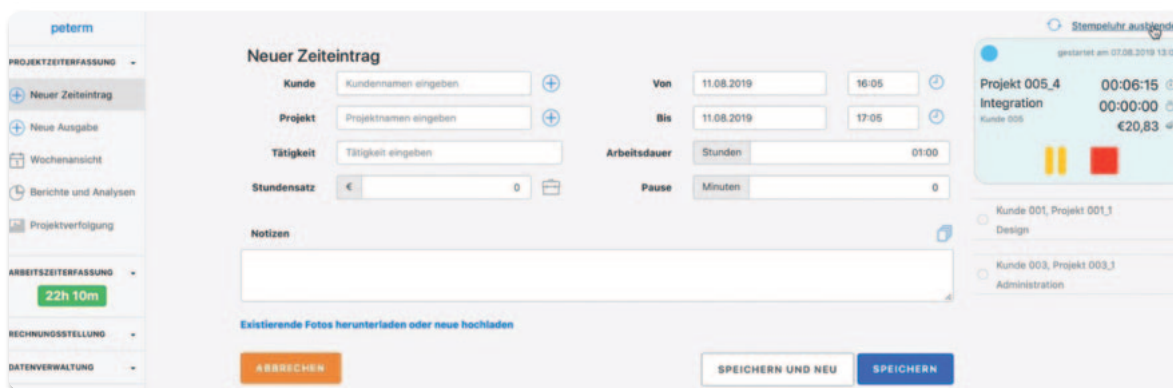 peterm
PROJEKTZEITERFASSUNG
Neuer Zeiteintrag
Neue Ausgabe
Wochenansicht
Berichte und Analysen
Projektverfolgung
ARBEITSZEITERFASSUNG
22h 10m
RECHNUNGSSTELLUNG
DATENVERWALTUNG
Neuer Zeiteintrag
Kunde Kundennamen eingeben
Projekt Projektnamen eingeben
Tätigkeit Tätigkeit eingeben
Stundensatz € 0
Von 11.08.2019 16:05
Bis 11.08.2019 17:05
Arbeitsdauer Stunden 01:00
Pause Minuten 0
Notizen
Existierende Fotos herunterladen oder neue hochladen
ABBRECHEN
SPEICHERN UND NEU
SPEICHERN
Stempeluhr ausblende
gestartet am 07.08.2019 13:0
Projekt 005_4 00:06:15
Integration 00:00:00
Kunde 005 €20,83
Kunde 001, Projekt 001_1
Design
Kunde 003, Projekt 003_1
Administration